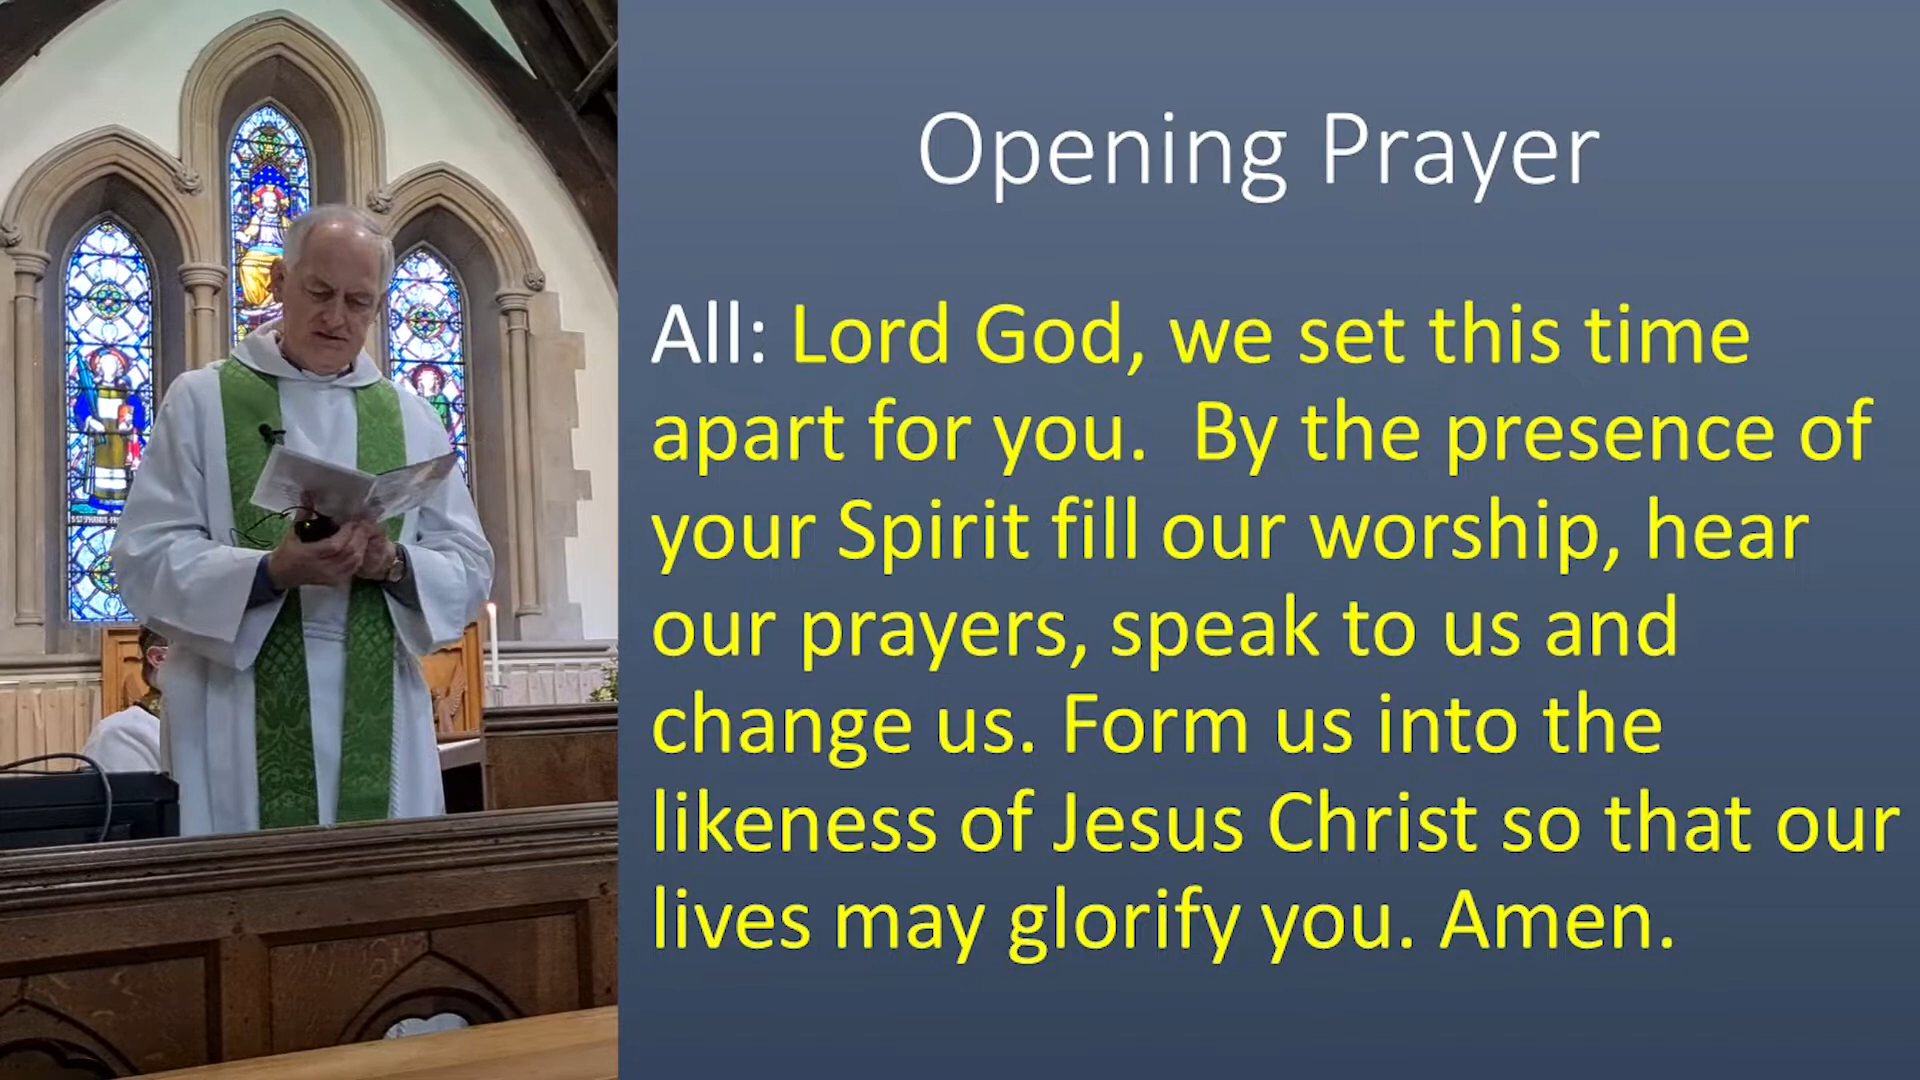 Opening Prayer
All: Lord God, we set this time
apart for you.  By the presence of
your Spirit fill our worship, hear
our prayers, speak to us and
change us. Form us into the
likeness of Jesus Christ so that our
lives may glorify you. Amen.